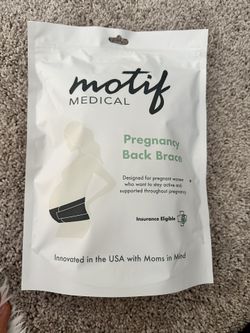 motif
MEDICAL
Pregnancy
Back Brace
Designed for pregnant women
who want to stay active and
supported throughout pregnancy
Insurance Eligible
Innovated in the USA with Moms in Mind